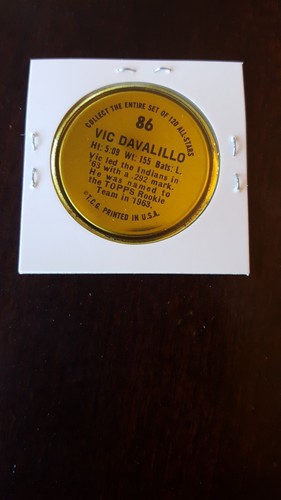 COLLECT THE ENTIRE SET OF 120 ALL-STARS
86
VIC DAVALILLO
Ht: 5:09 Wt: 155 Bats: L.
Vic led the Indians in
'63 with a .292 mark.
He was named to
the TOPPS Rookie
Team in 1963.
©T.C.G. PRINTED IN U.S.A.